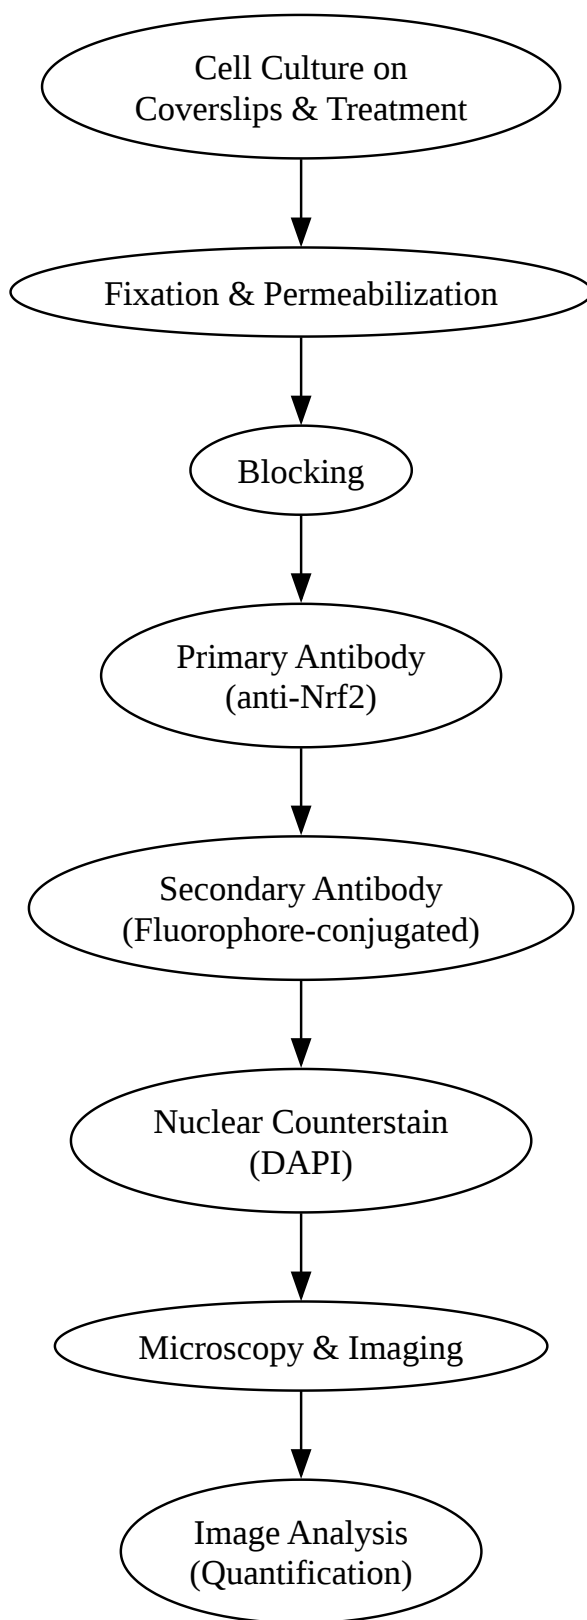 Cell Culture on
Coverslips & Treatment
Fixation & Permeabilization
Blocking
Primary Antibody
(anti-Nrf2)
Secondary Antibody
(Fluorophore-conjugated)
Nuclear Counterstain
(DAPI)
Microscopy & Imaging
Image Analysis
(Quantification)